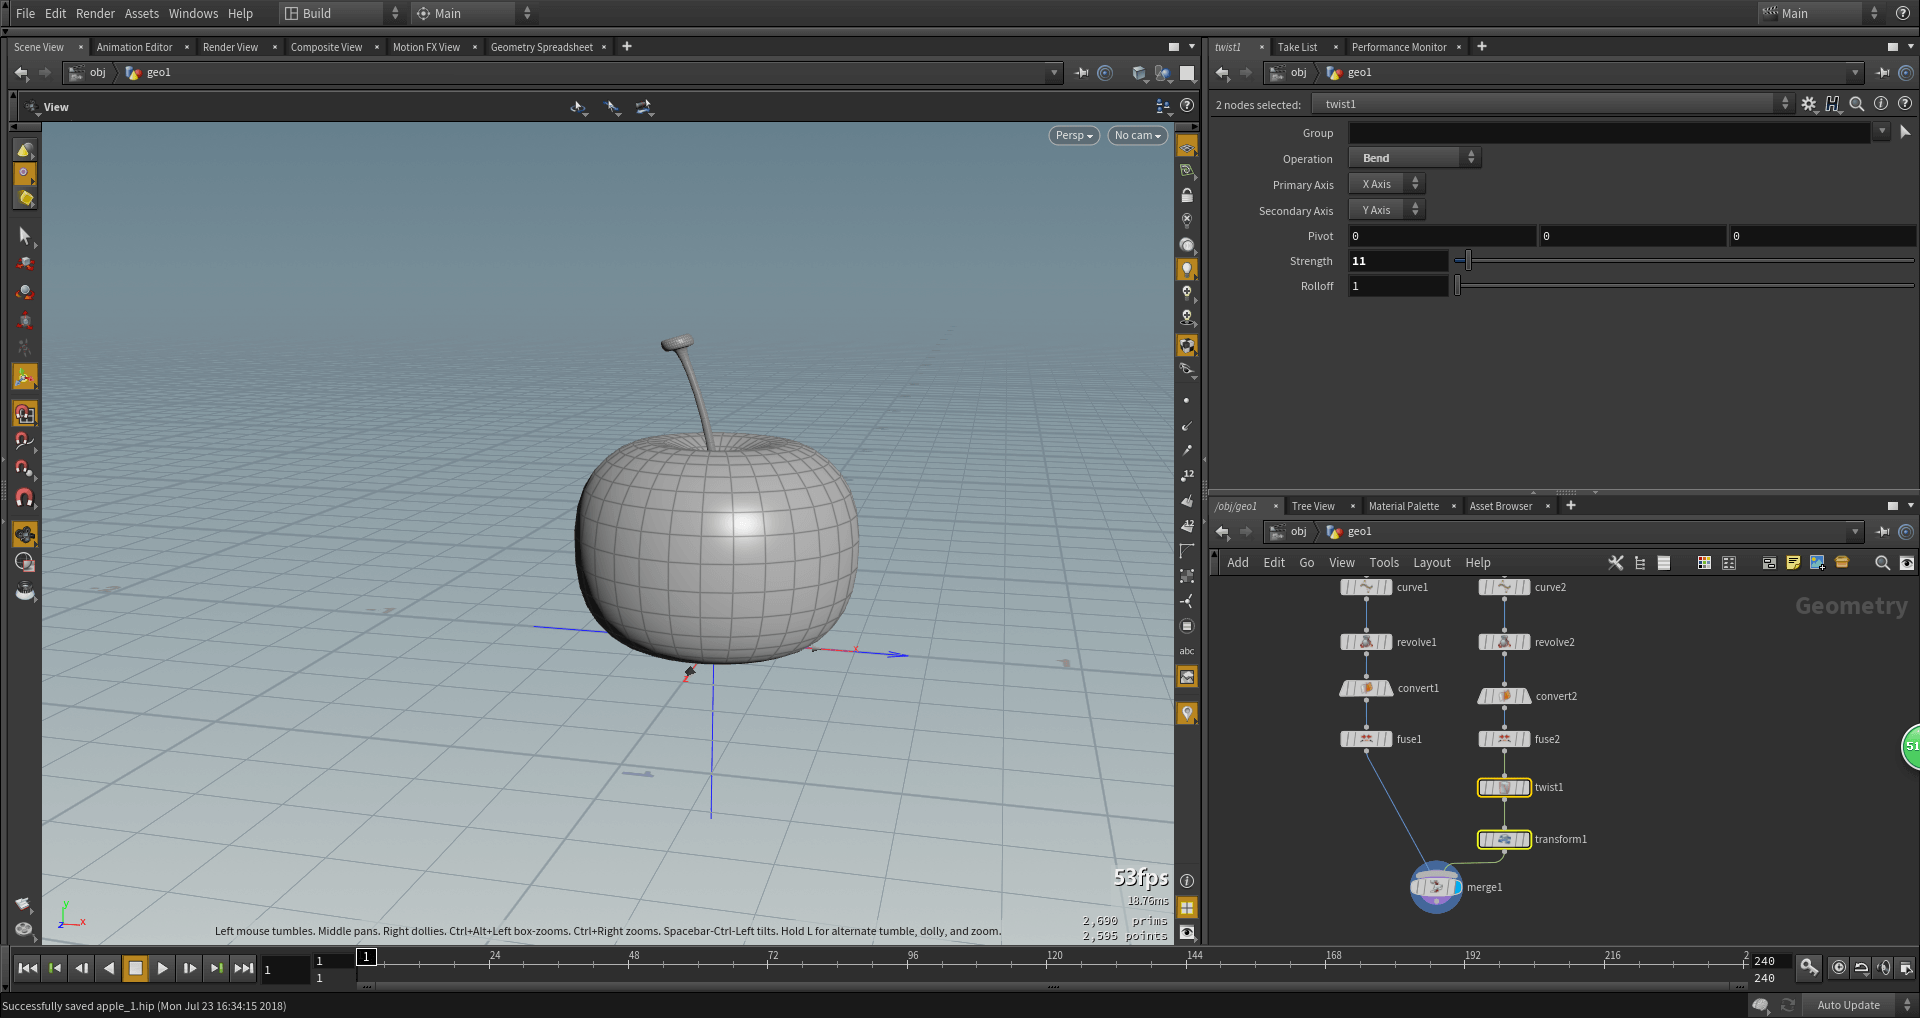 File Edit Render Assets Windows Help Build Main Main
Scene View Animation Editor Render View Composite View Motion FX View Geometry Spreadsheet
obj geo1
View
Persp No cam
12
12
abc
53fps
18.76ms
2,690 prims
2,595 points
Left mouse tumbles. Middle pans. Right dollies. Ctrl+Alt+Left box-zooms. Ctrl+Right zooms. Spacebar-Ctrl-Left tilts. Hold L for alternate tumble, dolly, and zoom.
y
z x
twist1 Take List Performance Monitor
obj geo1
2 nodes selected: twist1
Group
Operation Bend
Primary Axis X Axis
Secondary Axis Y Axis
Pivot 0 0 0
Strength 11
Rolloff 1
/obj/geo1 Tree View Material Palette Asset Browser
obj geo1
Add Edit Go View Tools Layout Help
Geometry
curve1 curve2
revolve1 revolve2
convert1 convert2
fuse1 fuse2
twist1
transform1
merge1
51
1 1 1 24 48 72 96 120 144 168 192 216 2 240
1 240
Successfully saved apple_1.hip (Mon Jul 23 16:34:15 2018) Auto Update